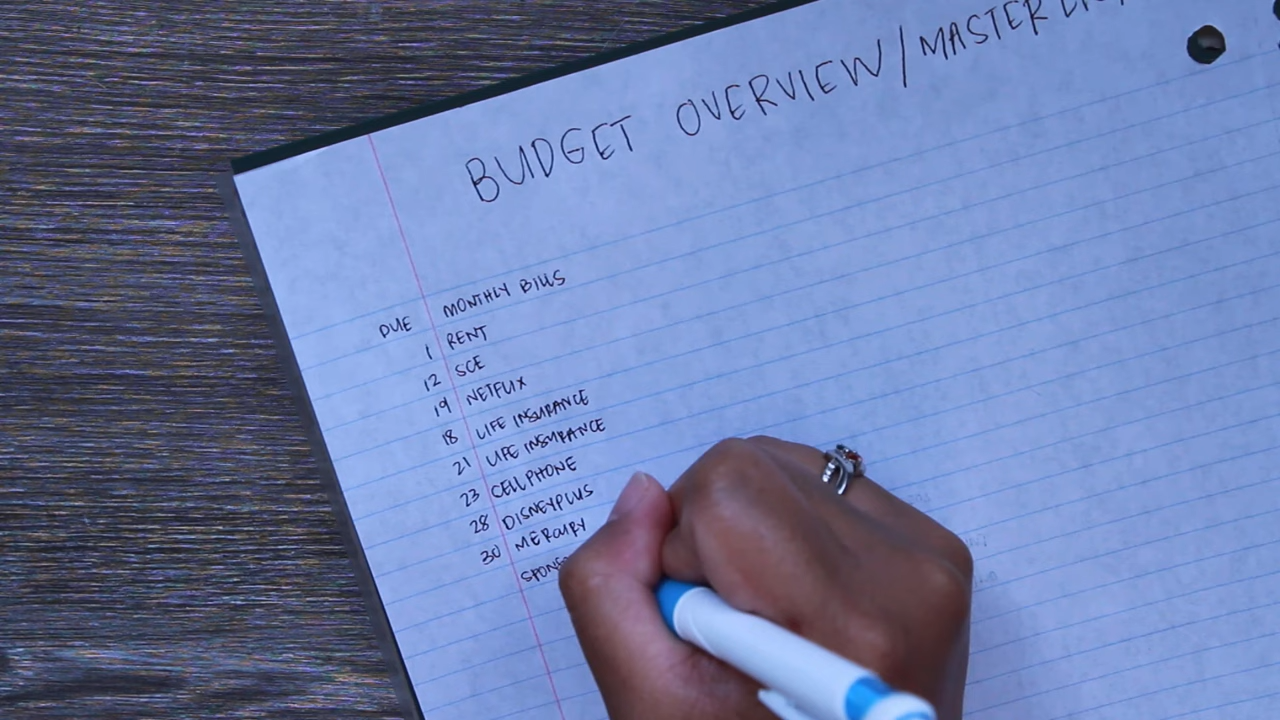 BUDGET OVERVIEW / MASTER
DUE MONTHLY BILLS
1 RENT
12 SCE
19 NETFLIX
18 LIFE INSURANCE
21 LIFE INSURANCE
23 CELLPHONE
28 DISNEYPLUS
30 MERCURY